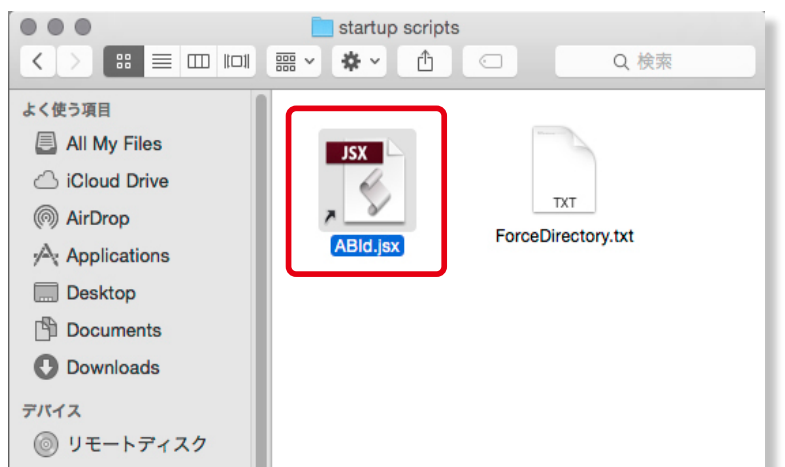 startup scripts
検索
よく使う項目
All My Files
iCloud Drive
AirDrop
Applications
Desktop
Documents
Downloads
デバイス
リモートディスク
JSX
ABId.jsx
TXT
ForceDirectory.txt